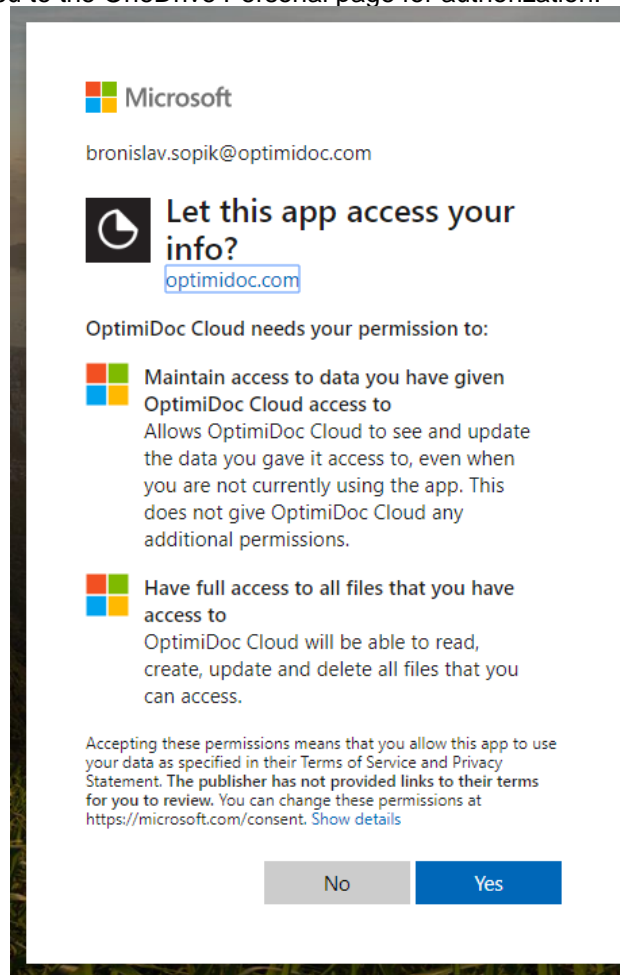 to the OneDrive Personal page for authorization.
Microsoft
bronislav.sopik@optimidoc.com
Let this app access your
info?
optimidoc.com
OptimiDoc Cloud needs your permission to:
Maintain access to data you have given
OptimiDoc Cloud access to
Allows OptimiDoc Cloud to see and update
the data you gave it access to, even when
you are not currently using the app. This
does not give OptimiDoc Cloud any
additional permissions.
Have full access to all files that you have
access to
OptimiDoc Cloud will be able to read,
create, update and delete all files that you
can access.
Accepting these permissions means that you allow this app to use
your data as specified in their Terms of Service and Privacy
Statement. The publisher has not provided links to their terms
for you to review. You can change these permissions at
https://microsoft.com/consent. Show details
No
Yes